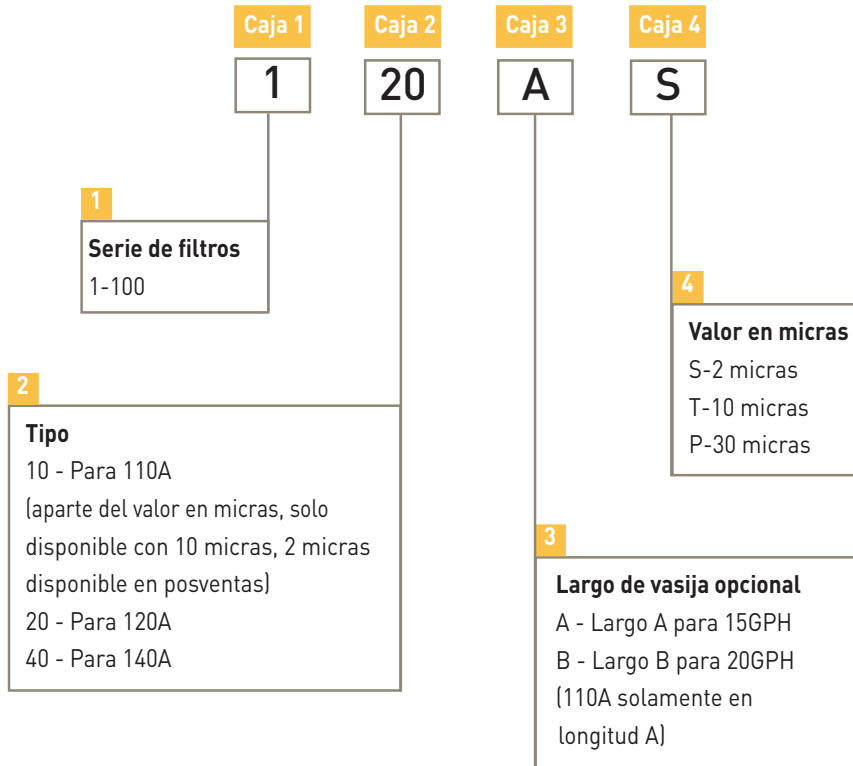 Caja 1 Caja 2 Caja 3 Caja 4
1 20 A S
1
Serie de filtros
1-100
2
Tipo
10 - Para 110A
(aparte del valor en micras, solo
disponible con 10 micras, 2 micras
disponible en posventas)
20 - Para 120A
40 - Para 140A
3
Largo de vasija opcional
A - Largo A para 15GPH
B - Largo B para 20GPH
(110A solamente en
longitud A)
4
Valor en micras
S-2 micras
T-10 micras
P-30 micras